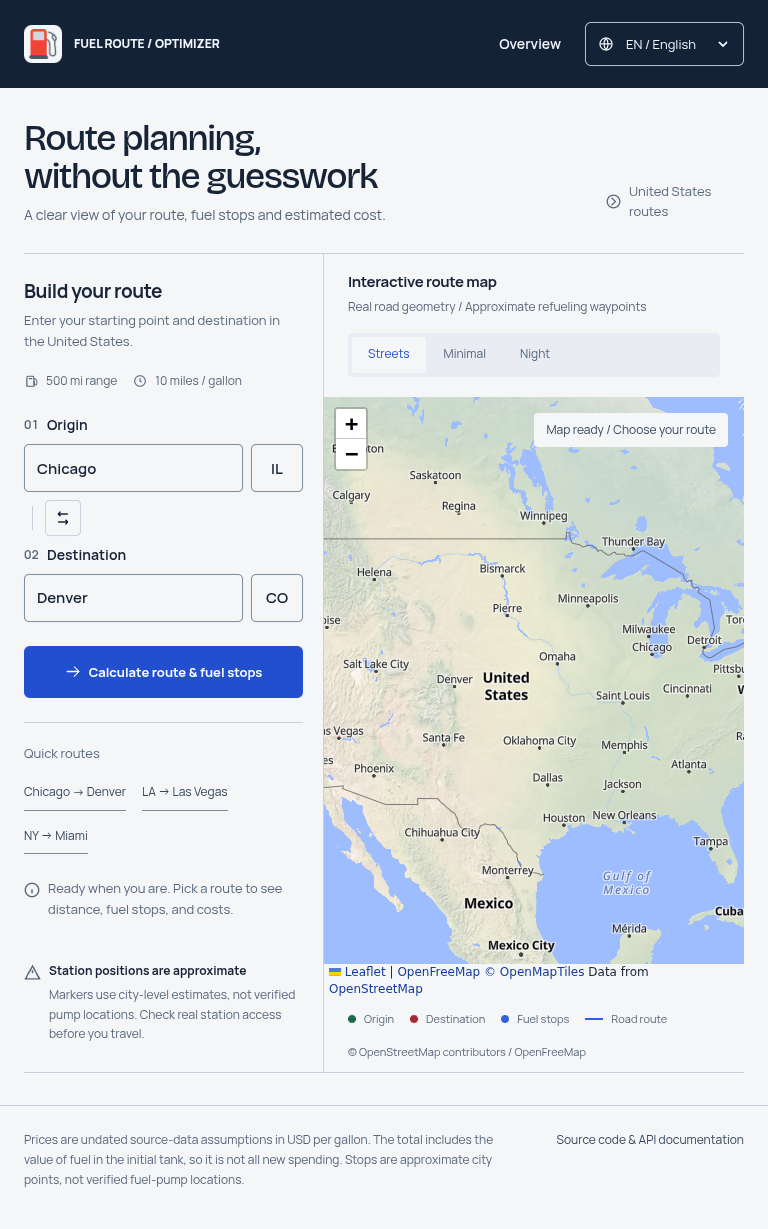 FUEL ROUTE / OPTIMIZER
Overview
EN / English
Route planning,
without the guesswork
A clear view of your route, fuel stops and estimated cost.
United States
routes
Build your route
Enter your starting point and destination in
the United States.
500 mi range
10 miles / gallon
01 Origin
Chicago
IL
02 Destination
Denver
CO
→ Calculate route & fuel stops
Quick routes
Chicago → Denver
LA → Las Vegas
NY → Miami
Ready when you are. Pick a route to see
distance, fuel stops, and costs.
Station positions are approximate
Markers use city-level estimates, not verified
pump locations. Check real station access
before you travel.
Interactive route map
Real road geometry / Approximate refueling waypoints
Streets
Minimal
Night
+
−
Map ready / Choose your route
Saskatoon
Calgary
Regina
Winnipeg
Thunder Bay
Helena
Bismarck
Minneapolis
Pierre
oise
Milwaukee
Toro
Detroit
Chicago
Salt Lake City
Omaha
Denver
United
States
Pittsbu
Cincinnati
W
Saint Louis
as Vegas
Santa Fe
Oklahoma City
Memphis
Ra
es
Phoenix
Atlanta
Dallas
Jackson
Houston
New Orleans
Chihuahua City
Tampa
Monterrey
Gulf of
Mexico
Mexico
Cuba
Mérida
Mexico City
Leaflet | OpenFreeMap © OpenMapTiles Data from
OpenStreetMap
Origin
Destination
Fuel stops
Road route
© OpenStreetMap contributors / OpenFreeMap
Prices are undated source-data assumptions in USD per gallon. The total includes the
value of fuel in the initial tank, so it is not all new spending. Stops are approximate city
points, not verified fuel-pump locations.
Source code & API documentation